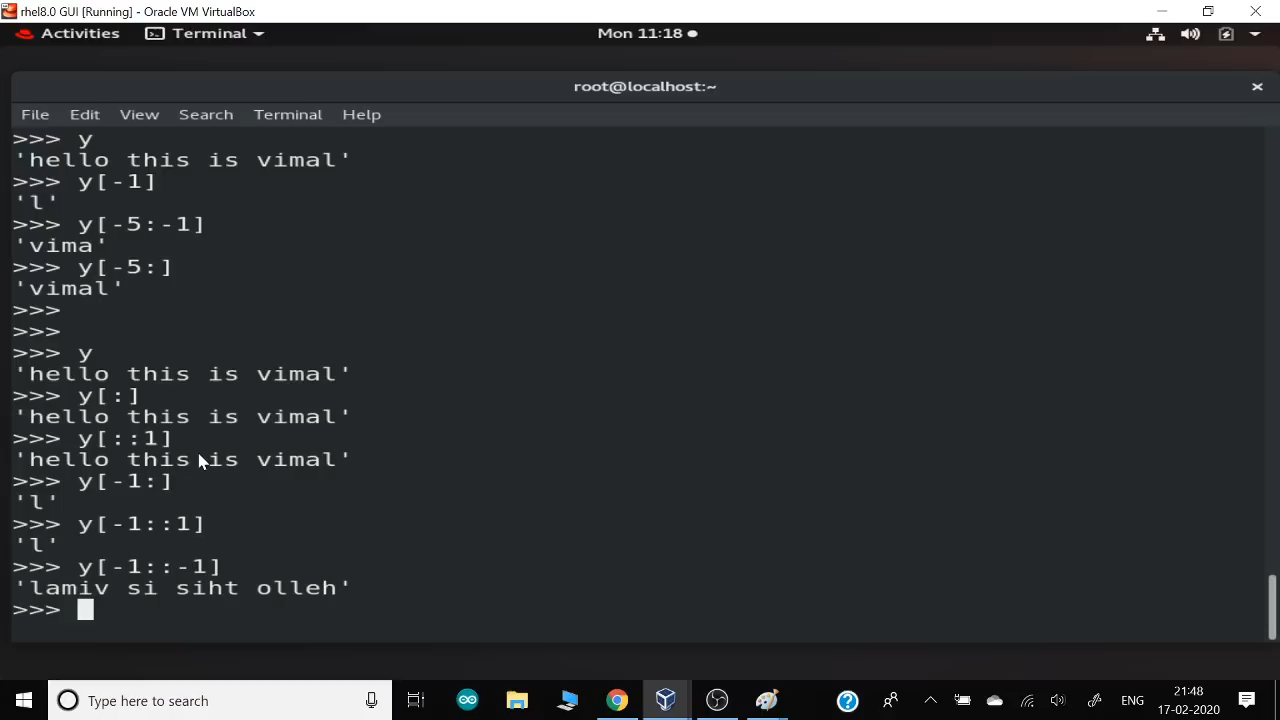 rhel8.0 GUI [Running] - Oracle VM VirtualBox
Activities Terminal Mon 11:18
root@localhost:~
File Edit View Search Terminal Help
>>> y
'hello this is vimal'
>>> y[-1]
'l'
>>> y[-5:-1]
'vima'
>>> y[-5:]
'vimal'
>>>
>>>
>>> y
'hello this is vimal'
>>> y[:]
'hello this is vimal'
>>> y[::1]
'hello this is vimal'
>>> y[-1:]
'l'
>>> y[-1::1]
'l'
>>> y[-1::-1]
'lamiv si siht olleh'
>>>
Type here to search
ENG
21:48
17-02-2020